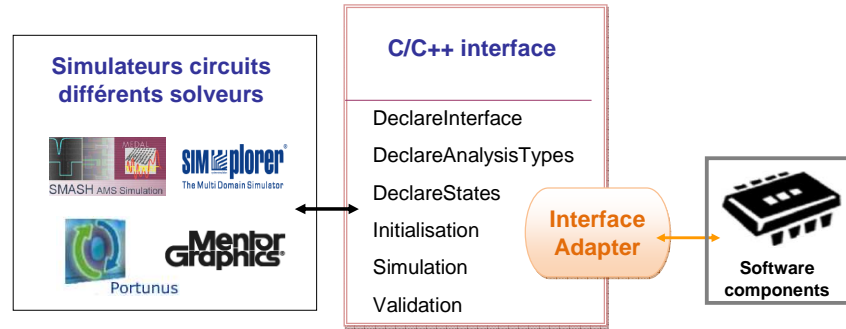 Simulateurs circuits
différents solveurs
MEDAL
SMASH AMS Simulation
SIMplorer®
The Multi Domain Simulator
Portunus
Mentor
Graphics®
C/C++ interface
DeclareInterface
DeclareAnalysisTypes
DeclareStates
Initialisation
Simulation
Validation
Interface
Adapter
Software
components